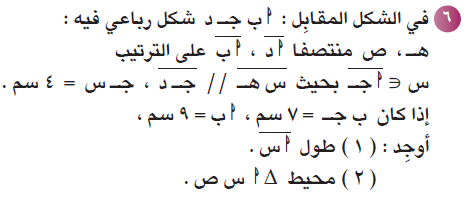 ٦ في الشكل المقابل : أ ب جـ د شكل رباعي فيه :
هـ ، ص منتصفا أد ، أب على الترتيب
س ∈ أجـ بحيث س هـ // جـ د ، جـ س = ٤ سم .
إذا كان ب جـ = ٧ سم ، أ ب = ٩ سم ،
أوجد : ( ١ ) طول أس .
( ٢ ) محيط Δ أ س ص .